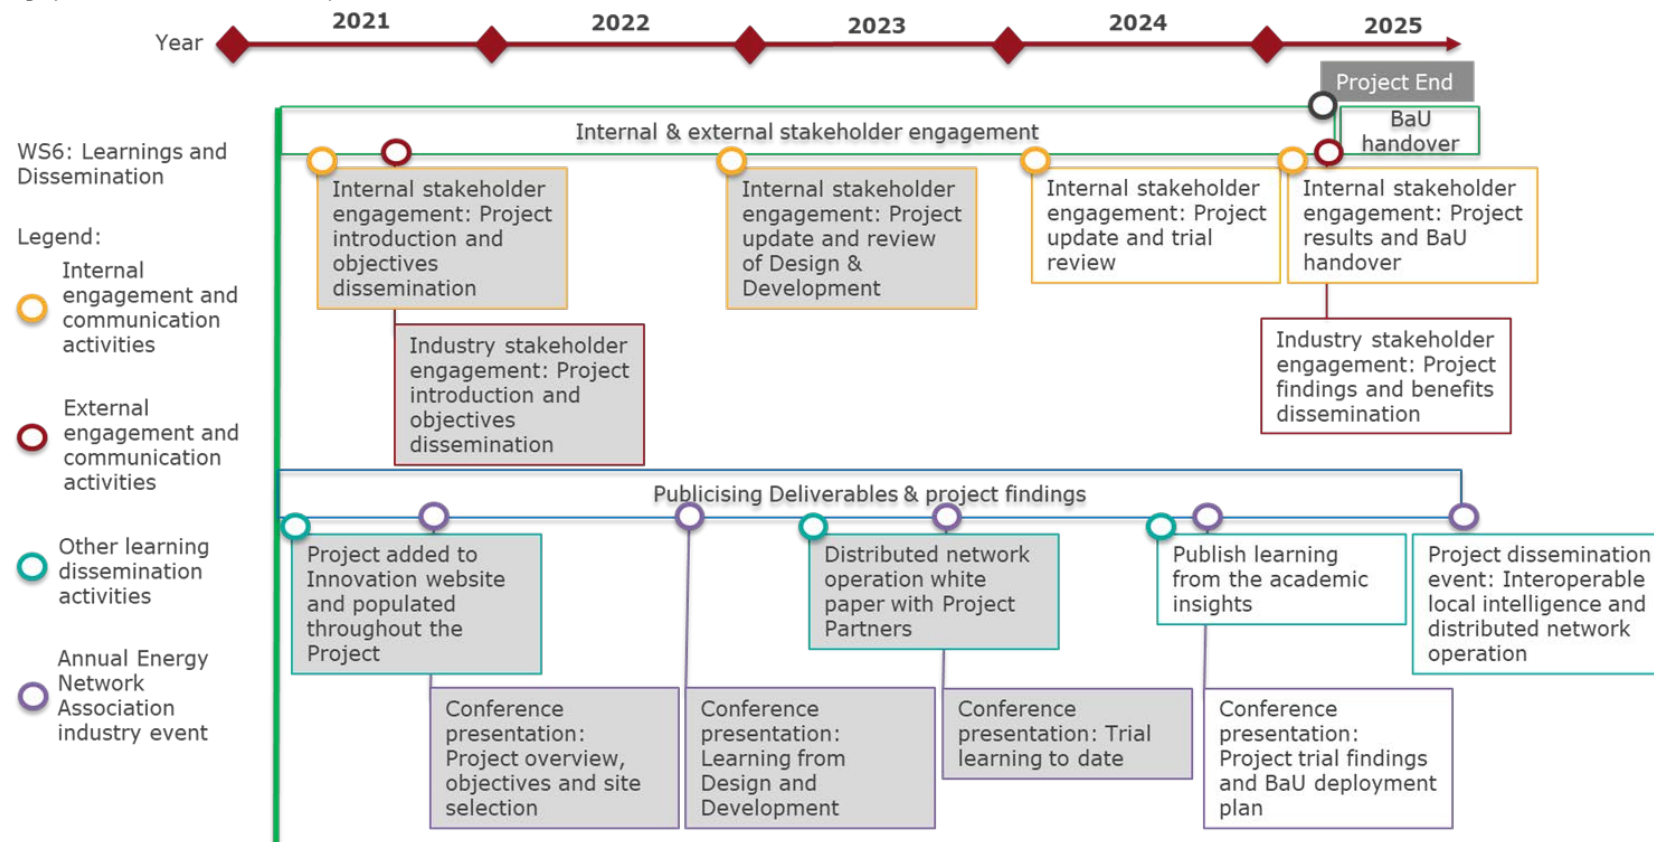 2021
2022
2023
2024
2025
Year
Project End
Internal & external stakeholder engagement
BaU
handover
WS6: Learnings and
Dissemination
Internal stakeholder
engagement: Project
introduction and
objectives
dissemination
Internal stakeholder
engagement: Project
update and review
of Design &
Development
Internal stakeholder
engagement: Project
update and trial
review
Internal stakeholder
engagement: Project
results and BaU
handover
Industry stakeholder
engagement: Project
introduction and
objectives
dissemination
Industry stakeholder
engagement: Project
findings and benefits
dissemination
Legend:
Internal
engagement and
communication
activities
External
engagement and
communication
activities
Other learning
dissemination
activities
Annual Energy
Network
Association
industry event
Publicising Deliverables & project findings
Project added to
Innovation website
and populated
throughout the
Project
Distributed network
operation white
paper with Project
Partners
Publish learning
from the academic
insights
Project dissemination
event: Interoperable
local intelligence and
distributed network
operation
Conference
presentation:
Project overview,
objectives and site
selection
Conference
presentation:
Learning from
Design and
Development
Conference
presentation: Trial
learning to date
Conference
presentation:
Project trial findings
and BaU deployment
plan